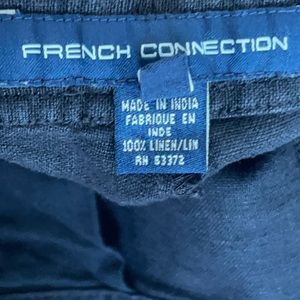 FRENCH CONNECTION
MADE IN INDIA
FABRIQUE EN
INDE
100% LINEN/LIN
RN 53372